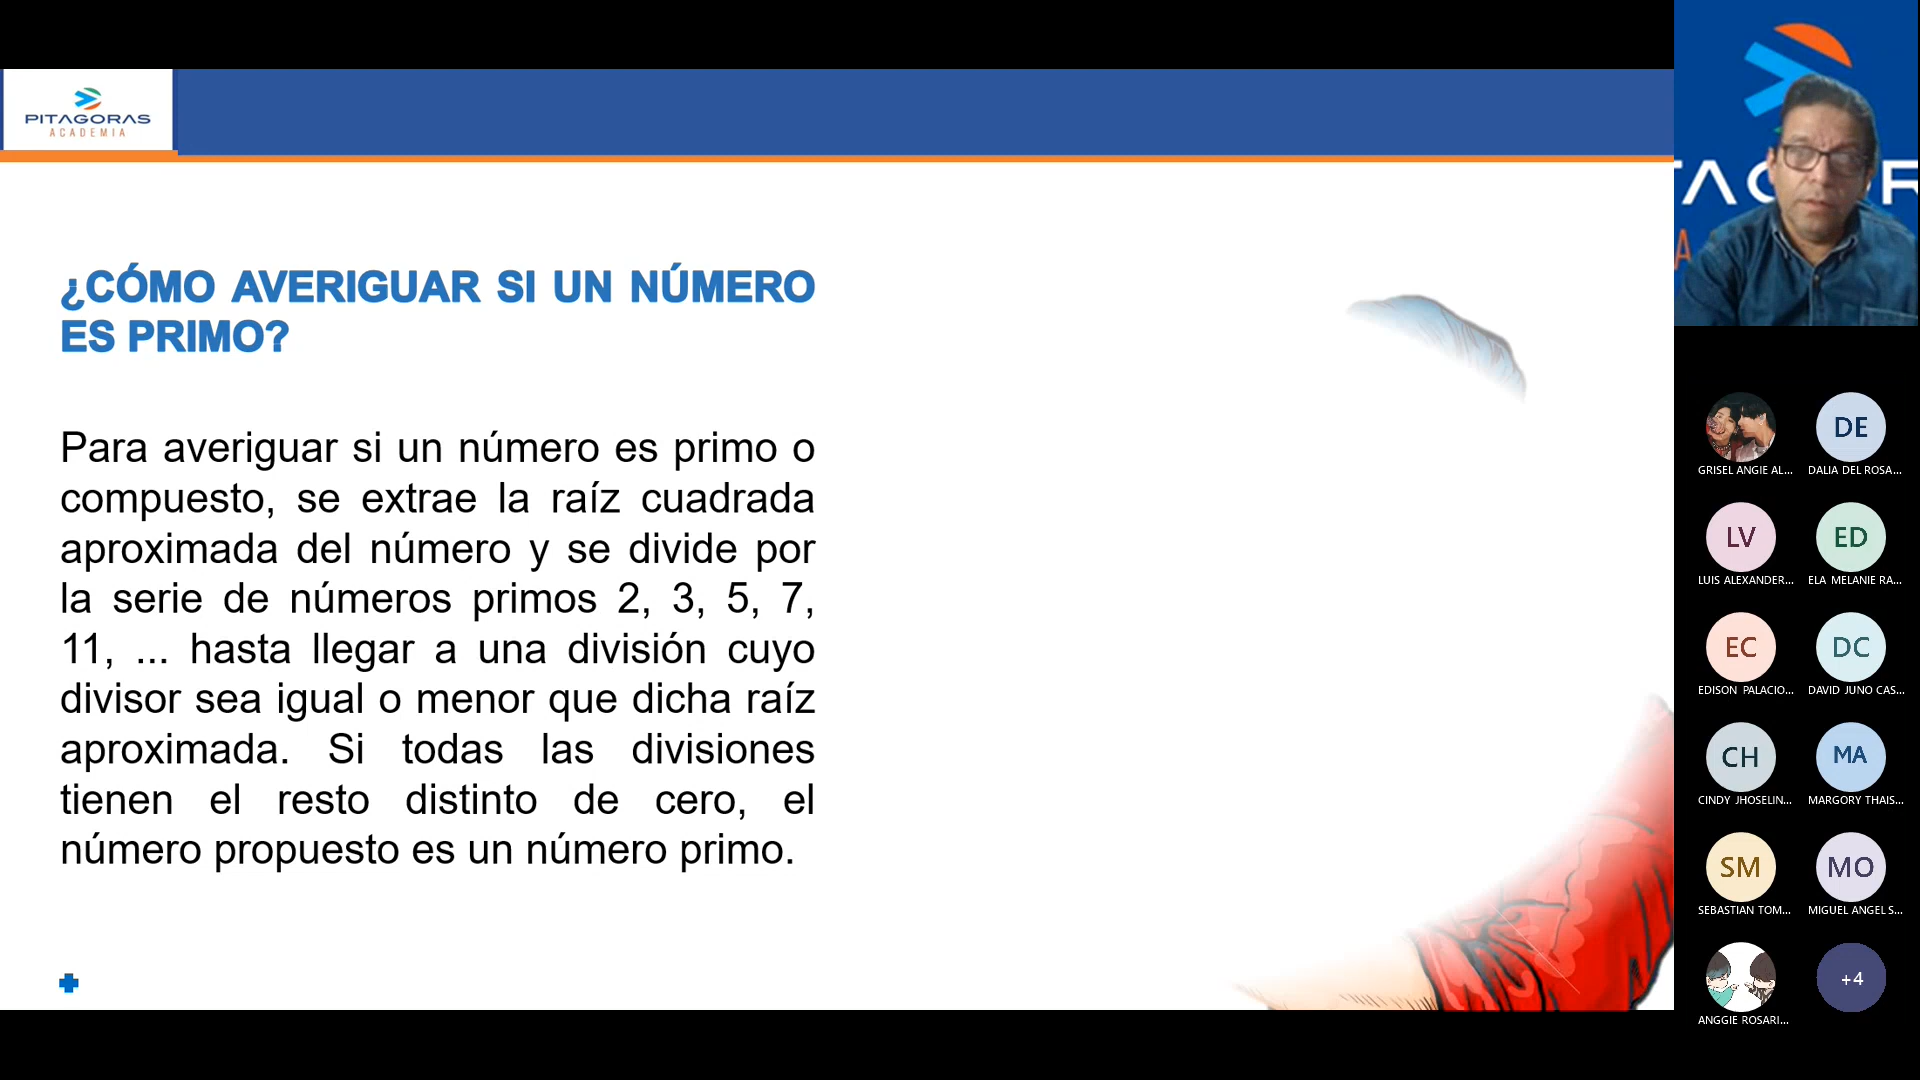 PITAGORAS
ACADEMIA
¿CÓMO AVERIGUAR SI UN NÚMERO
ES PRIMO?
Para averiguar si un número es primo o
compuesto, se extrae la raíz cuadrada
aproximada del número y se divide por
la serie de números primos 2, 3, 5, 7,
11, ... hasta llegar a una división cuyo
divisor sea igual o menor que dicha raíz
aproximada. Si todas las divisiones
tienen el resto distinto de cero, el
número propuesto es un número primo.
TAGOR
A
DE
GRISEL ANGIE AL...
DALIA DEL ROSA...
LV
ED
LUIS ALEXANDER...
ELA MELANIE RA...
EC
DC
EDISON PALACIO...
DAVID JUNO CAS...
CH
MA
CINDY JHOSELIN...
MARGORY THAIS...
SM
MO
SEBASTIAN TOM...
MIGUEL ANGEL S...
+4
ANGGIE ROSARI...